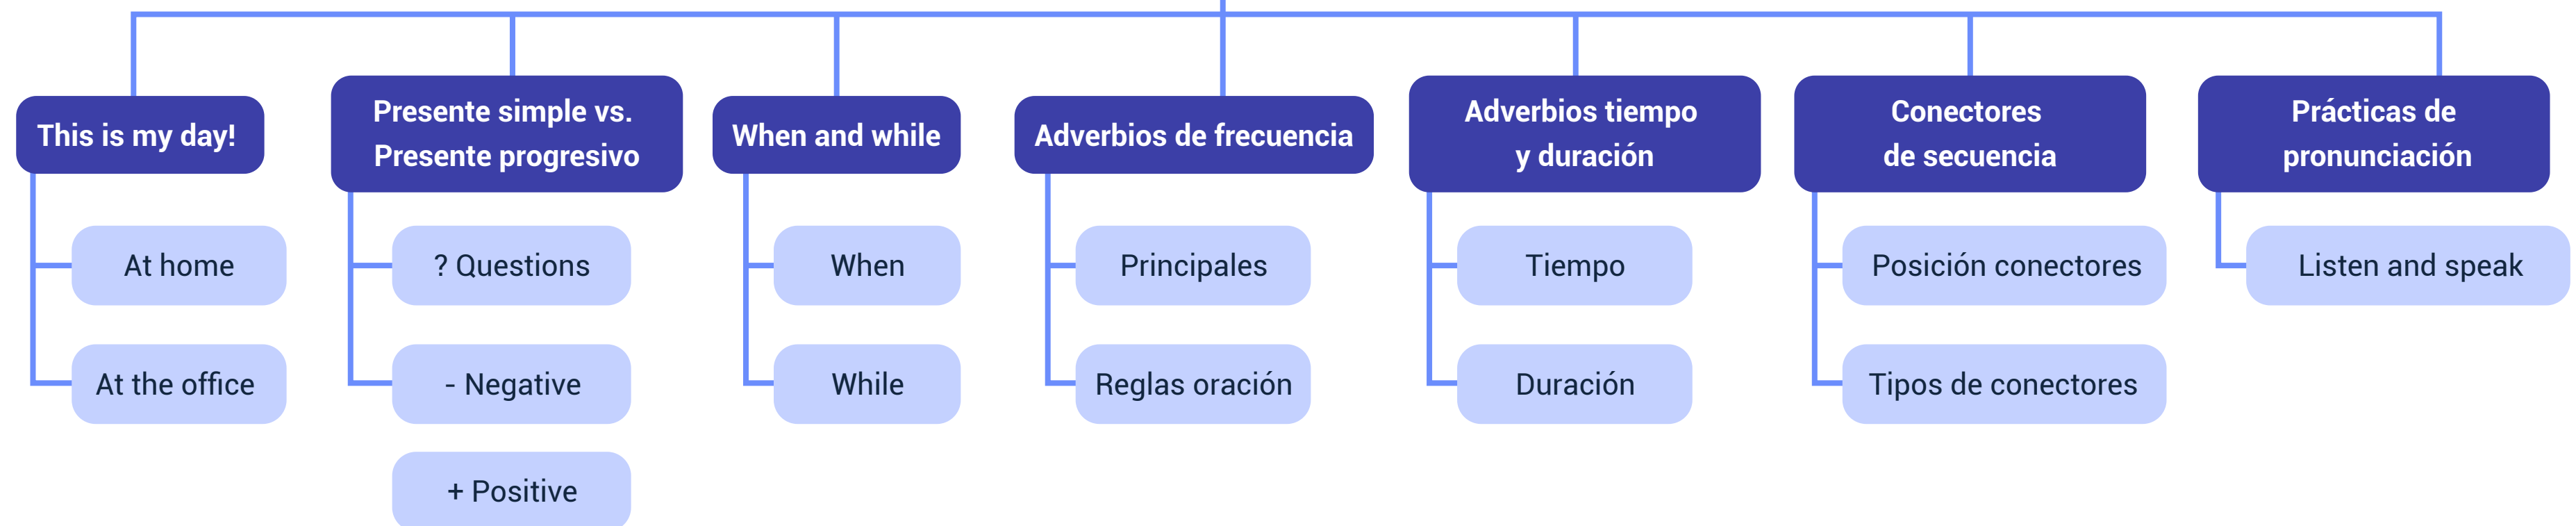 This is my day!
At home
At the office
Presente simple vs.
Presente progresivo
? Questions
- Negative
+ Positive
When and while
When
While
Adverbios de frecuencia
Principales
Reglas oración
Adverbios tiempo
y duración
Tiempo
Duración
Conectores
de secuencia
Posición conectores
Tipos de conectores
Prácticas de
pronunciación
Listen and speak